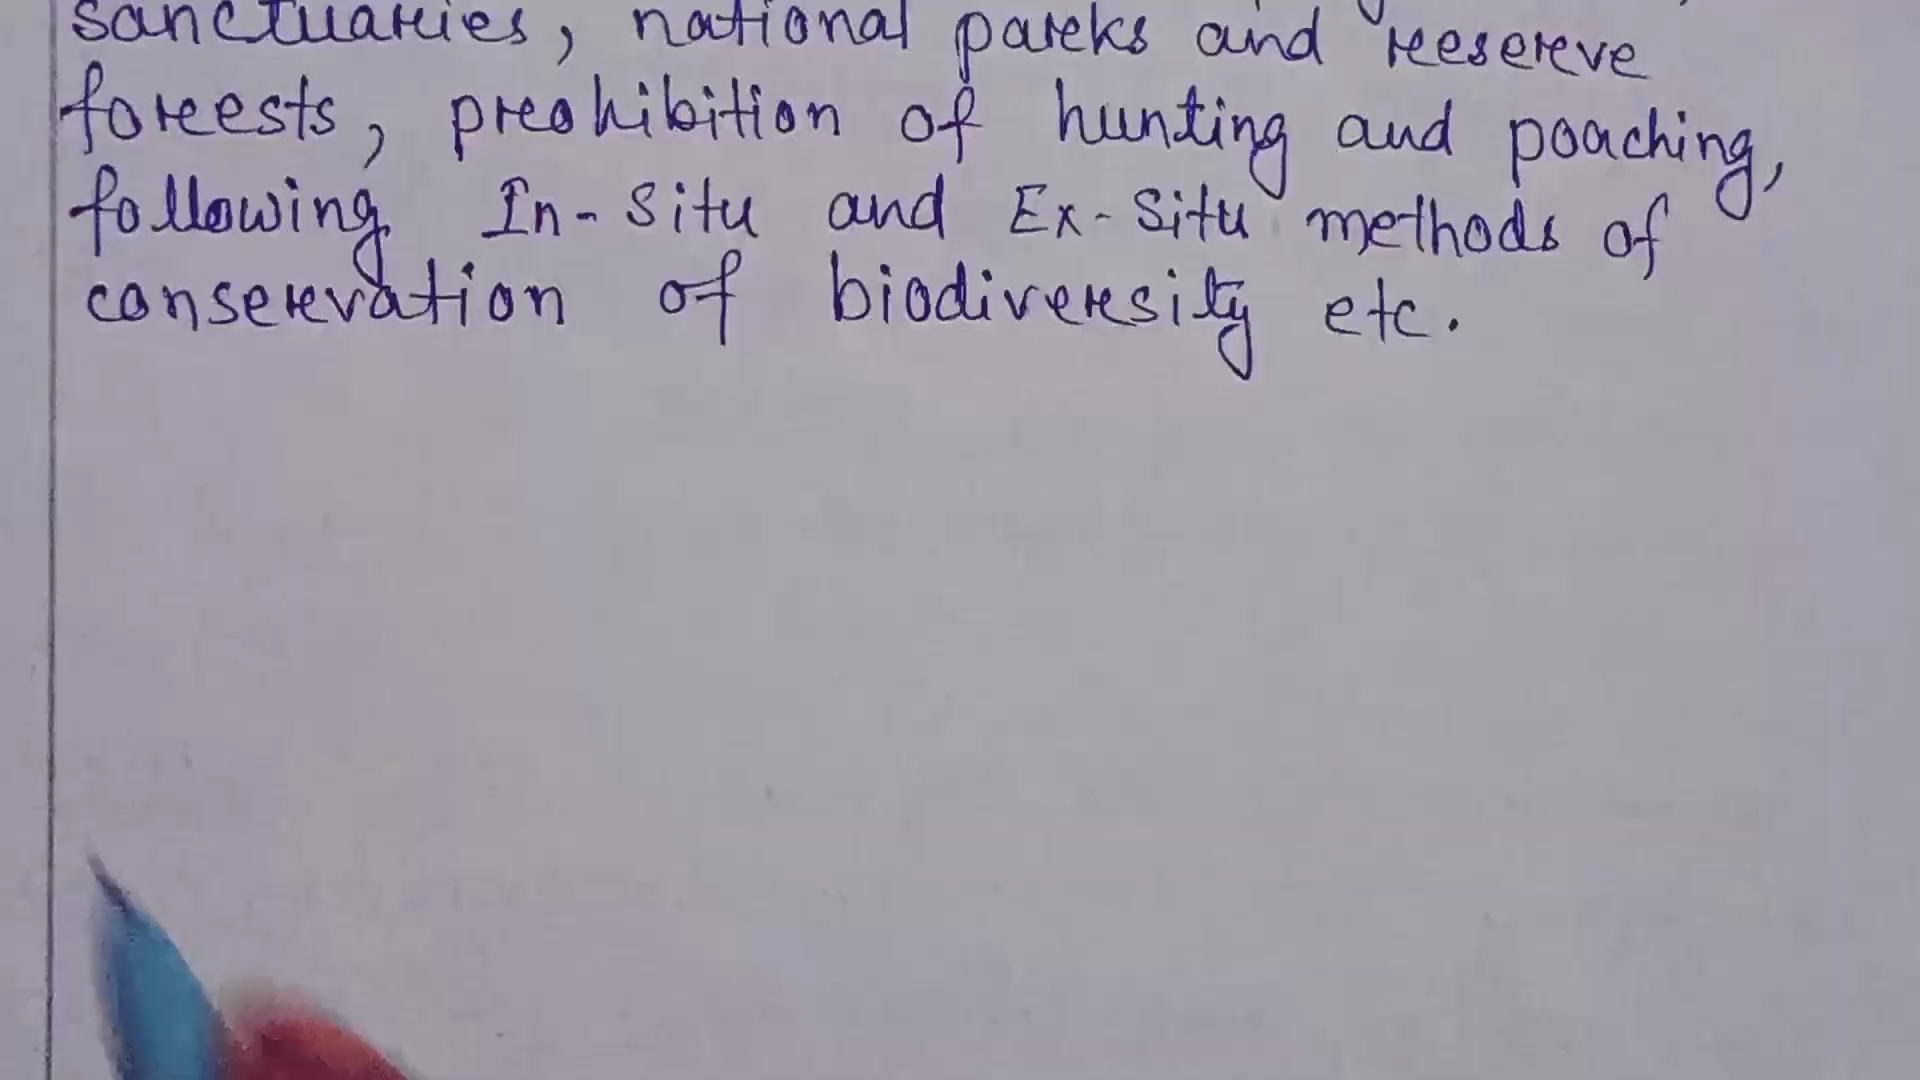 sanctuaries, national parks and reserve
forests, prohibition of hunting and poaching,
following In-situ and Ex-situ methods of
conservation of biodiversity etc.